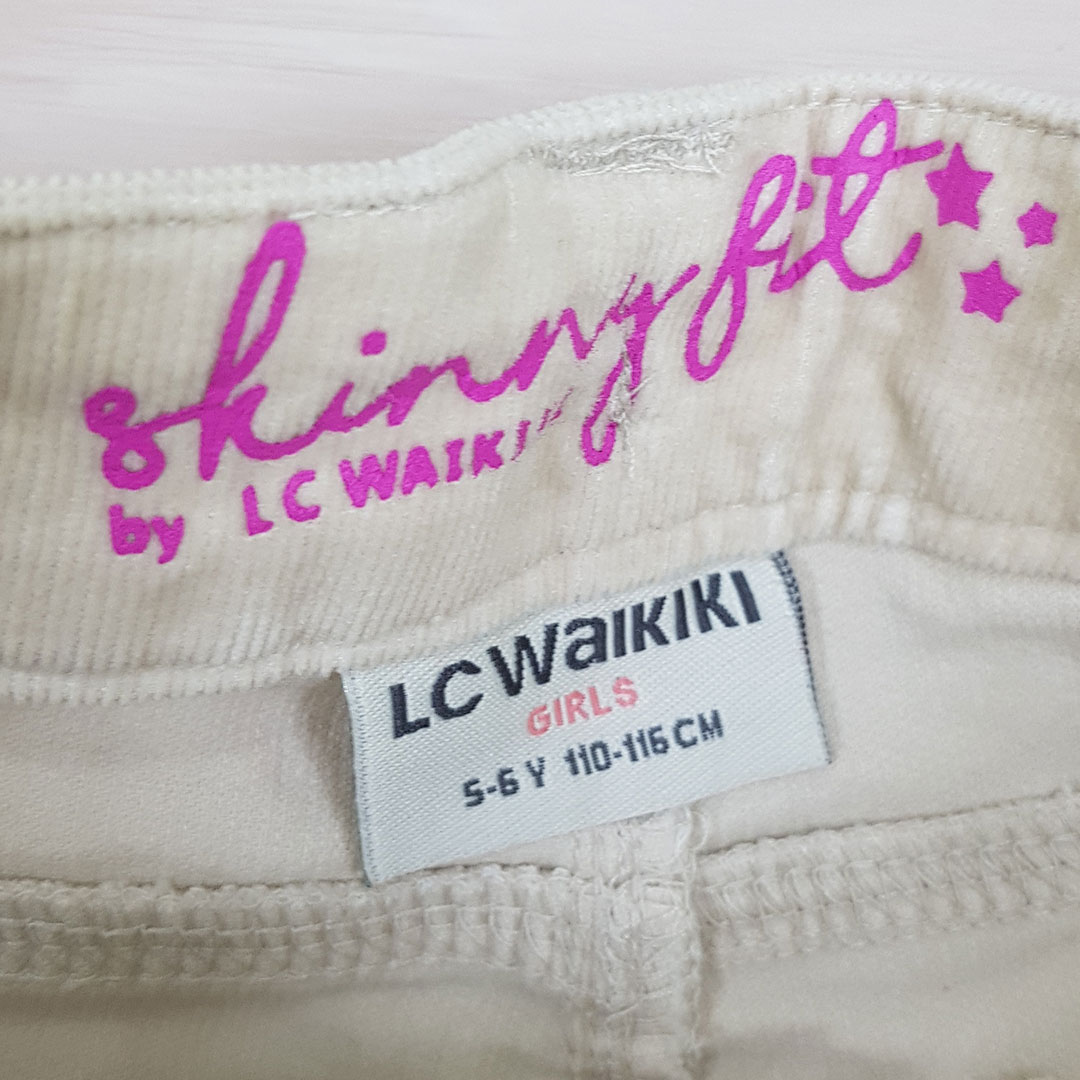 skinny fit
by LC WAIKI
LC WAIKIKI
GIRLS
5-6 Y 110-116 CM